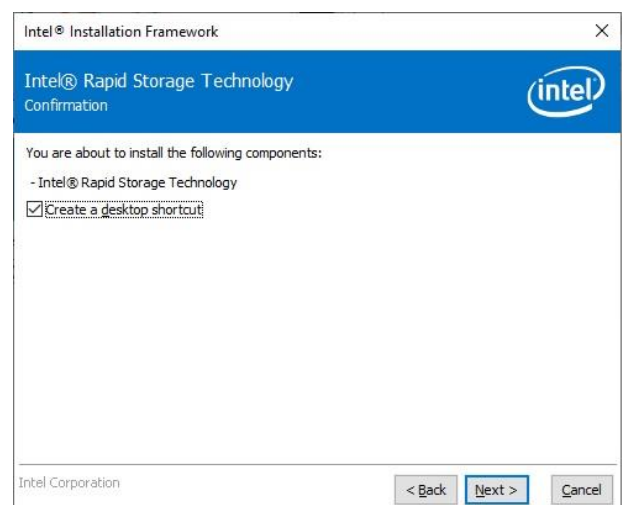 Intel® Installation Framework
Intel® Rapid Storage Technology
Confirmation
intel
You are about to install the following components:
- Intel® Rapid Storage Technology
Create a desktop shortcut
Intel Corporation
< Back Next > Cancel